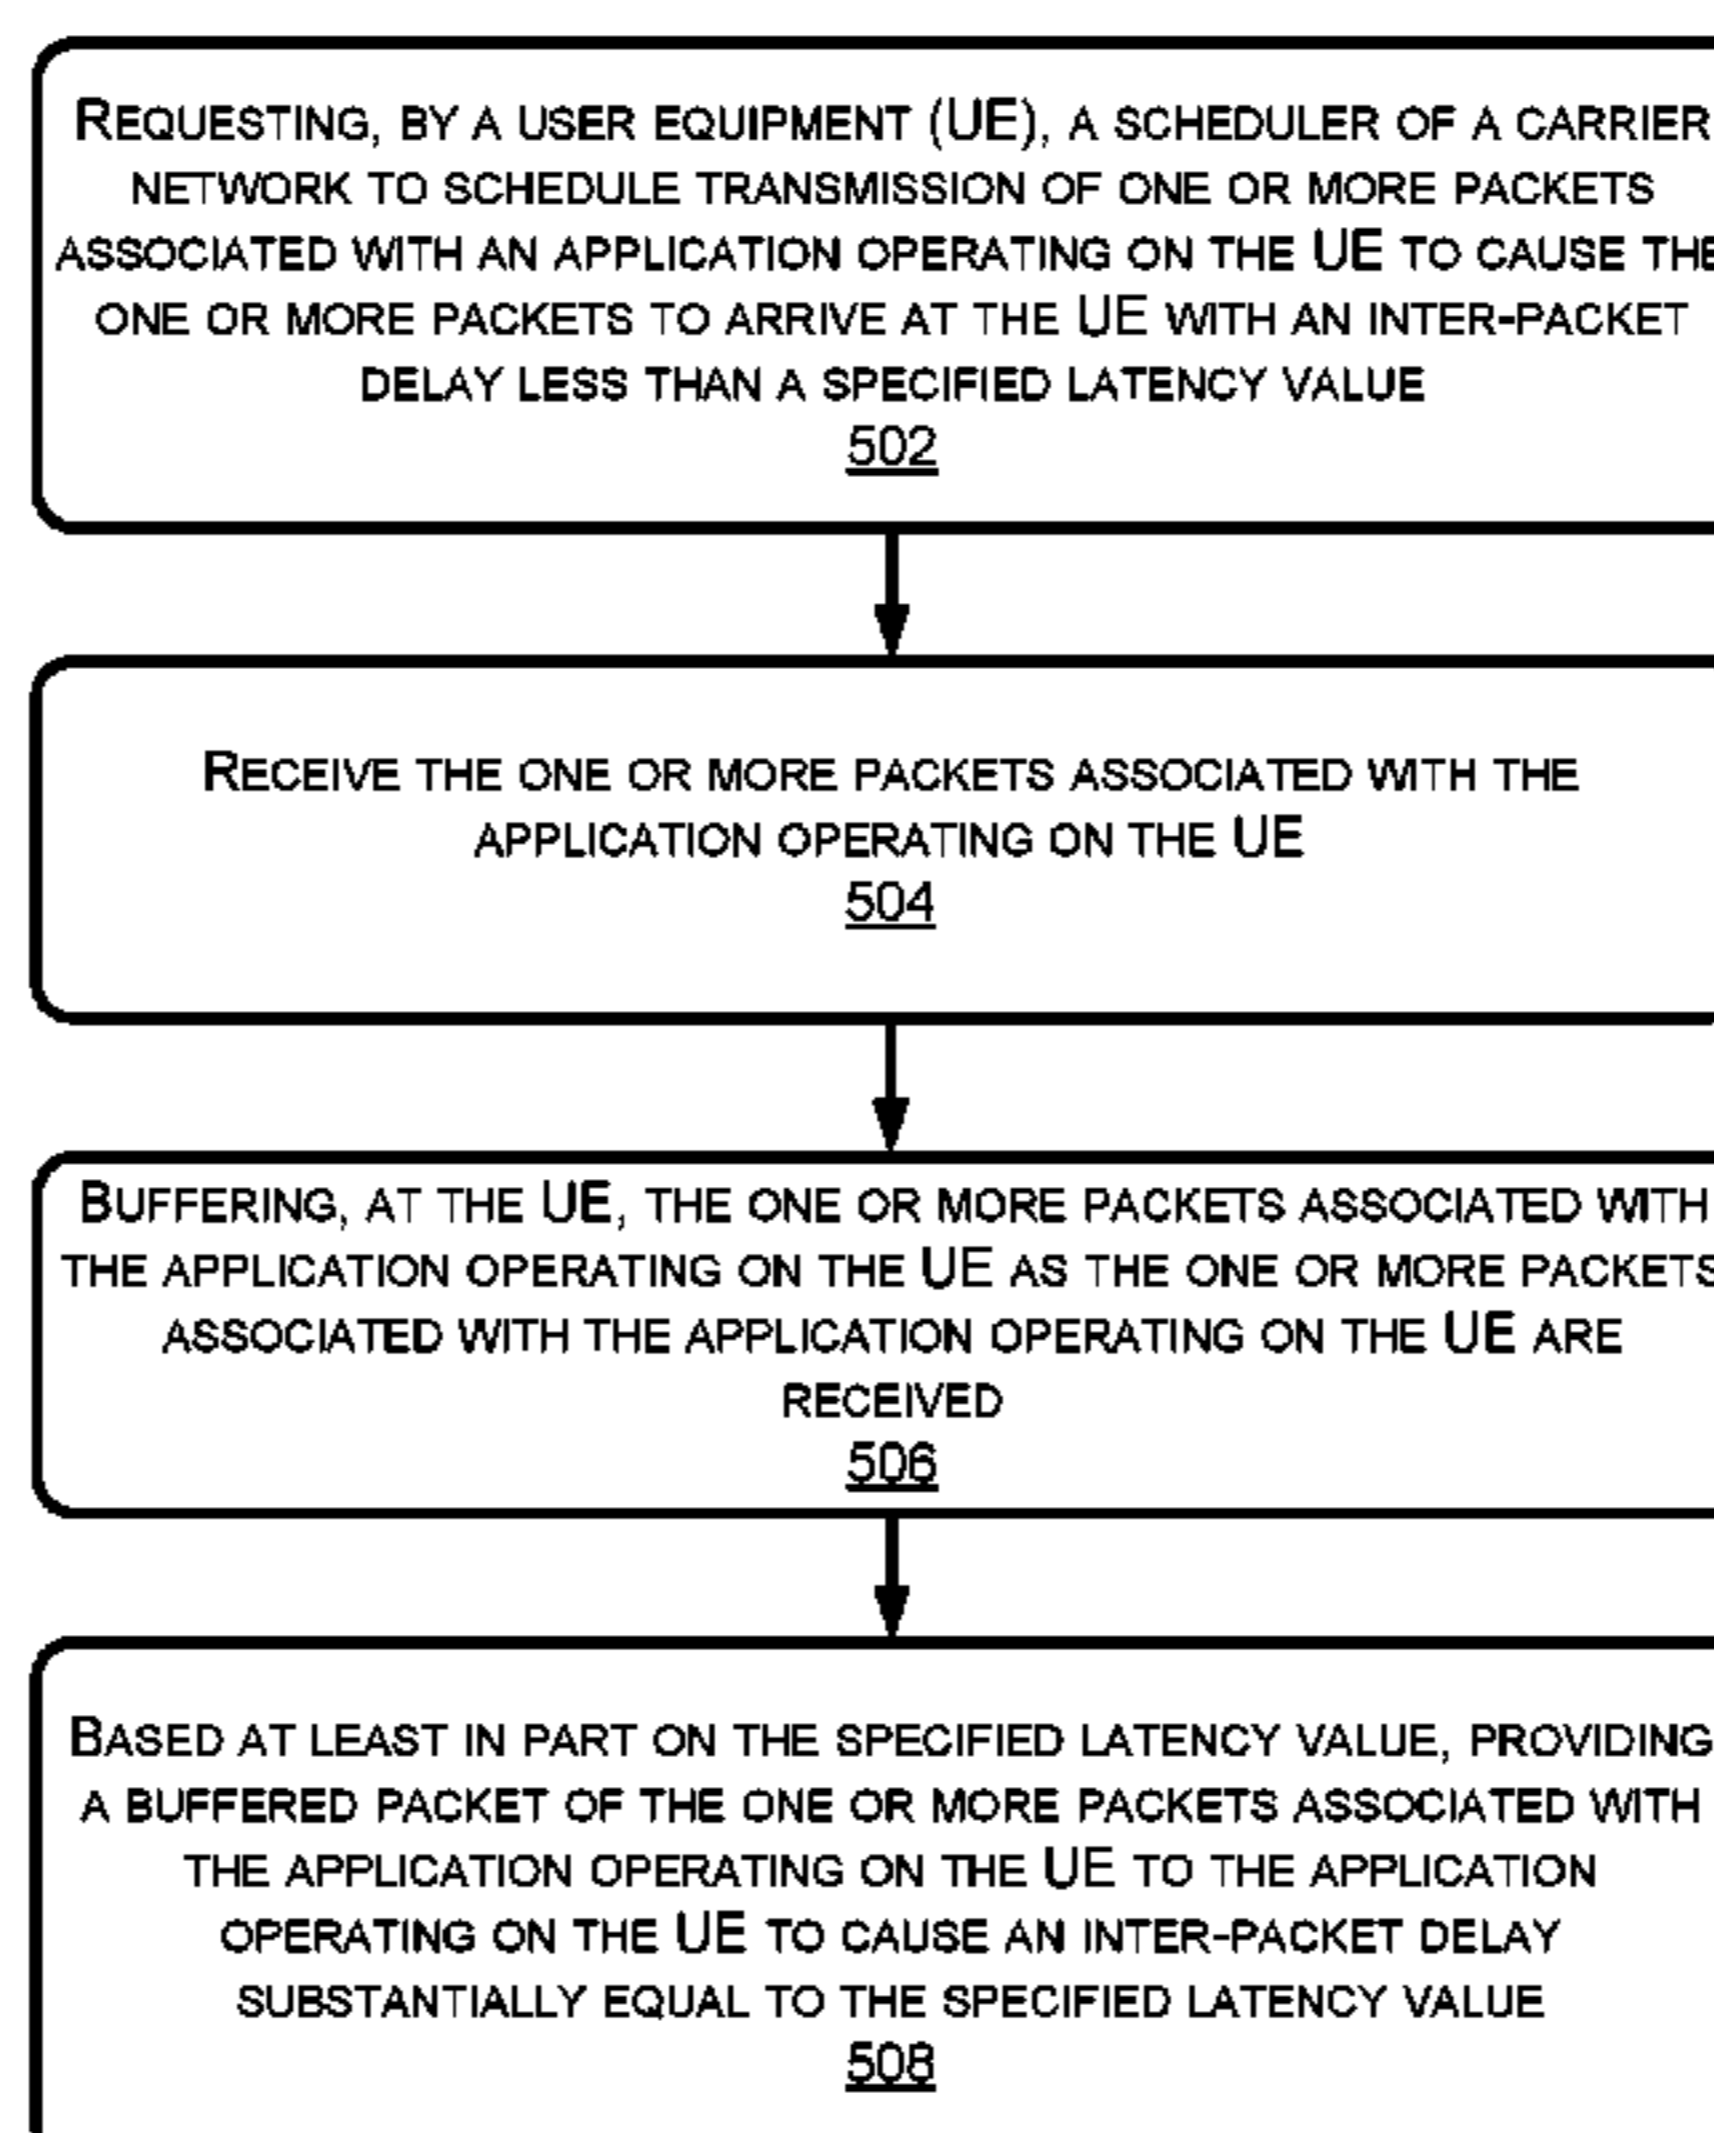 REQUESTING, BY A USER EQUIPMENT (UE), A SCHEDULER OF A CARRIER
NETWORK TO SCHEDULE TRANSMISSION OF ONE OR MORE PACKETS
ASSOCIATED WITH AN APPLICATION OPERATING ON THE UE TO CAUSE THE
ONE OR MORE PACKETS TO ARRIVE AT THE UE WITH AN INTER-PACKET
DELAY LESS THAN A SPECIFIED LATENCY VALUE
502
RECEIVE THE ONE OR MORE PACKETS ASSOCIATED WITH THE
APPLICATION OPERATING ON THE UE
504
BUFFERING, AT THE UE, THE ONE OR MORE PACKETS ASSOCIATED WITH
THE APPLICATION OPERATING ON THE UE AS THE ONE OR MORE PACKETS
ASSOCIATED WITH THE APPLICATION OPERATING ON THE UE ARE
RECEIVED
506
BASED AT LEAST IN PART ON THE SPECIFIED LATENCY VALUE, PROVIDING
A BUFFERED PACKET OF THE ONE OR MORE PACKETS ASSOCIATED WITH
THE APPLICATION OPERATING ON THE UE TO THE APPLICATION
OPERATING ON THE UE TO CAUSE AN INTER-PACKET DELAY
SUBSTANTIALLY EQUAL TO THE SPECIFIED LATENCY VALUE
508